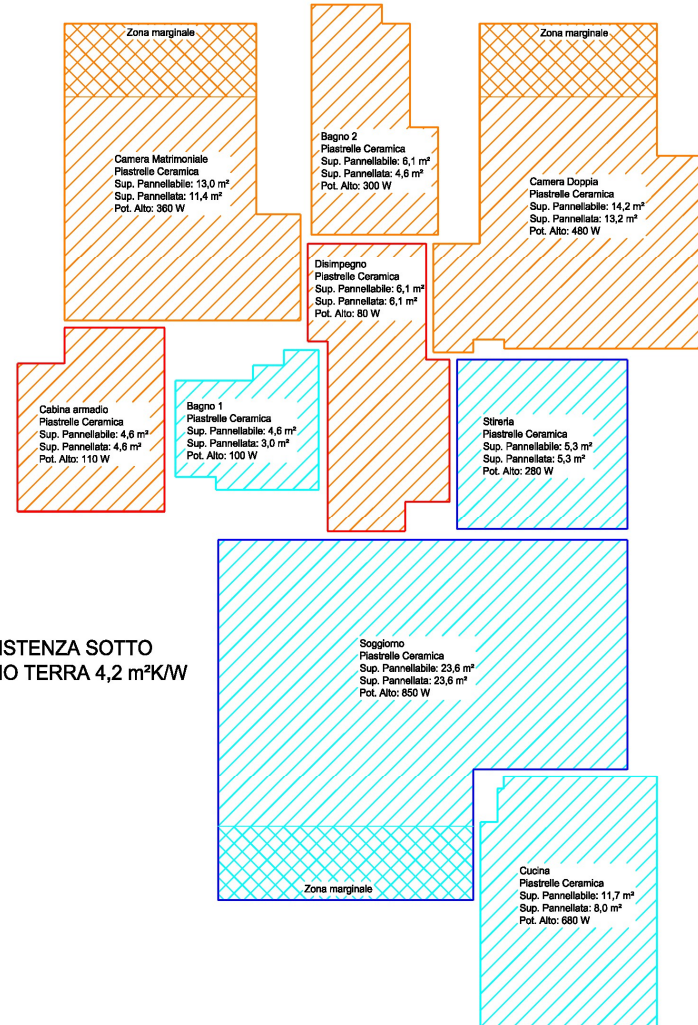 Zona marginale
Zona marginale
Bagno 2
Piastrelle Ceramica
Sup. Pannellabile: 6,1 m²
Sup. Pannellata: 4,6 m²
Pot. Alto: 300 W
Camera Matrimoniale
Piastrelle Ceramica
Sup. Pannellabile: 13,0 m²
Sup. Pannellata: 11,4 m²
Pot. Alto: 360 W
Camera Doppia
Piastrelle Ceramica
Sup. Pannellabile: 14,2 m²
Sup. Pannellata: 13,2 m²
Pot. Alto: 480 W
Disimpegno
Piastrelle Ceramica
Sup. Pannellabile: 6,1 m²
Sup. Pannellata: 6,1 m²
Pot. Alto: 80 W
Cabina armadio
Piastrelle Ceramica
Sup. Pannellabile: 4,6 m²
Sup. Pannellata: 4,6 m²
Pot. Alto: 110 W
Bagno 1
Piastrelle Ceramica
Sup. Pannellabile: 4,6 m²
Sup. Pannellata: 3,0 m²
Pot. Alto: 100 W
Stireria
Piastrelle Ceramica
Sup. Pannellabile: 5,3 m²
Sup. Pannellata: 5,3 m²
Pot. Alto: 280 W
ISTENZA SOTTO
NO TERRA 4,2 m²K/W
Soggiorno
Piastrelle Ceramica
Sup. Pannellabile: 23,6 m²
Sup. Pannellata: 23,6 m²
Pot. Alto: 850 W
Zona marginale
Cucina
Piastrelle Ceramica
Sup. Pannellabile: 11,7 m²
Sup. Pannellata: 8,0 m²
Pot. Alto: 680 W